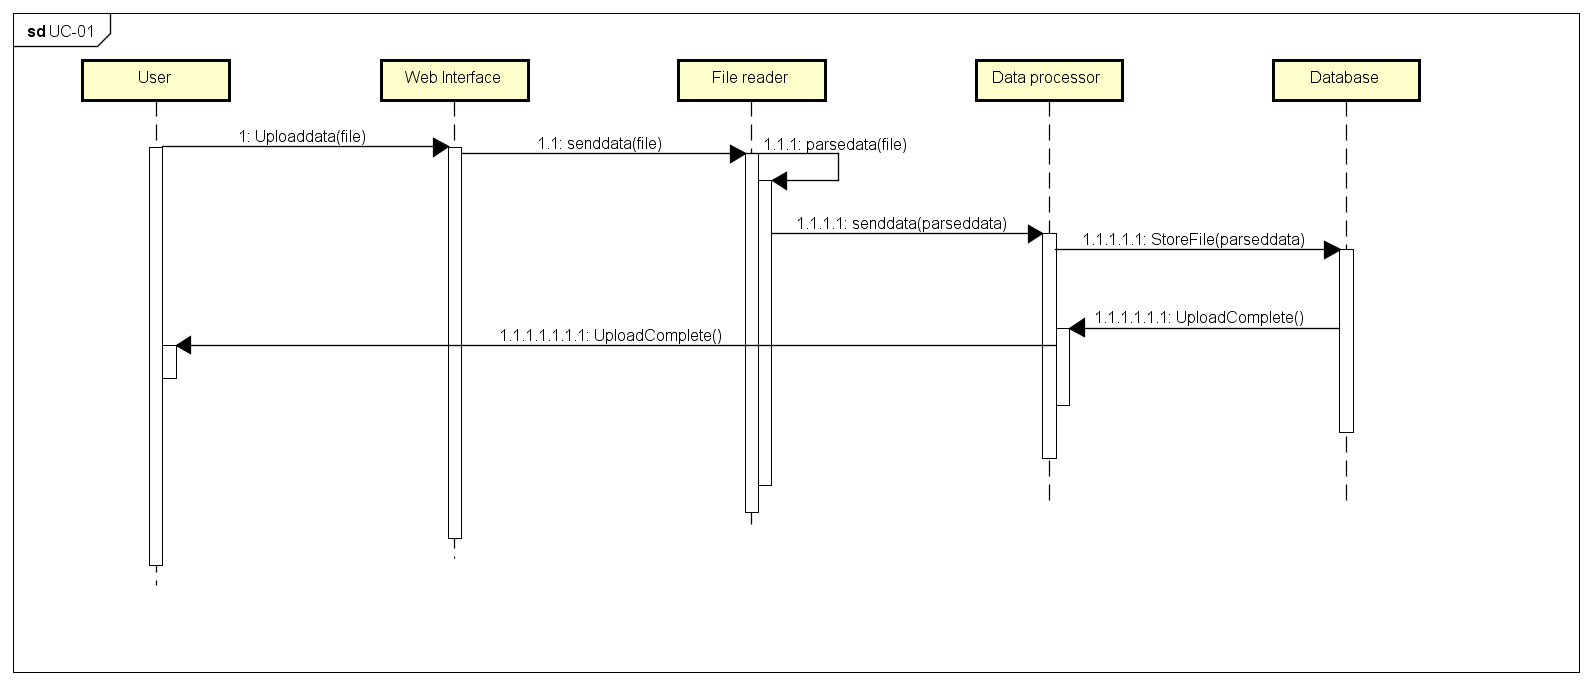 sd UC-01
User
Web Interface
File reader
Data processor
Database
1: Uploaddata(file)
1.1: senddata(file)
1.1.1: parsedata(file)
1.1.1.1: senddata(parseddata)
1.1.1.1.1: StoreFile(parseddata)
1.1.1.1.1.1: UploadComplete()
1.1.1.1.1.1.1: UploadComplete()